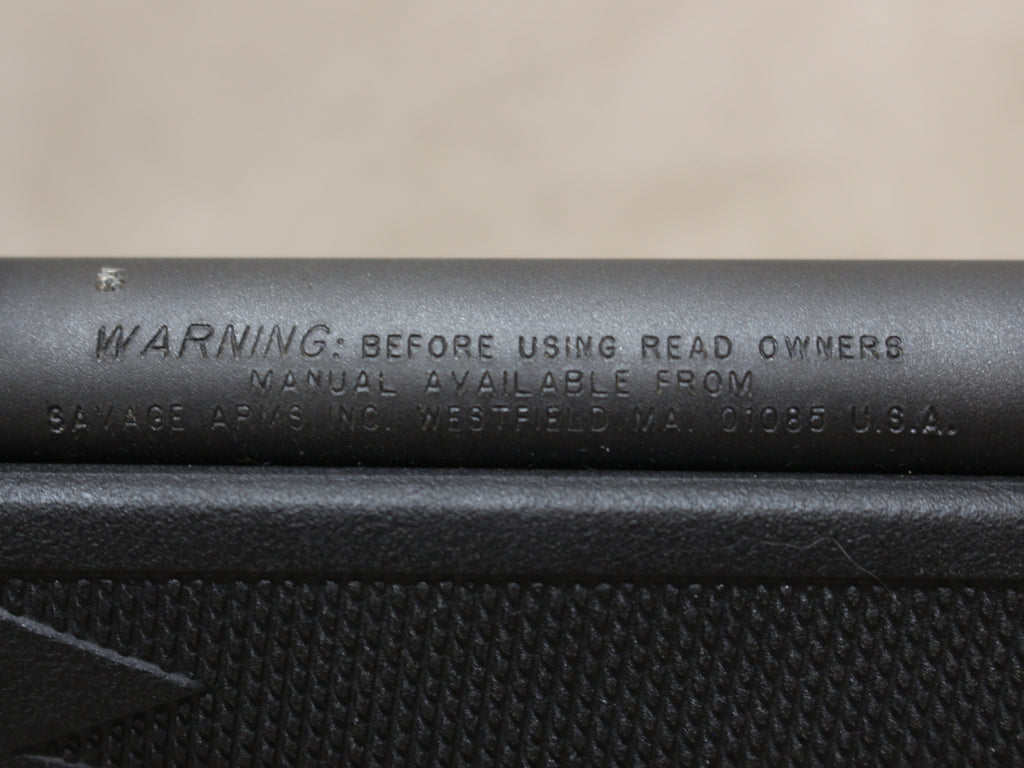 WARNING: BEFORE USING READ OWNERS
MANUAL AVAILABLE FROM
SAVAGE ARMS INC. WESTFIELD MA. 01085 U.S.A.